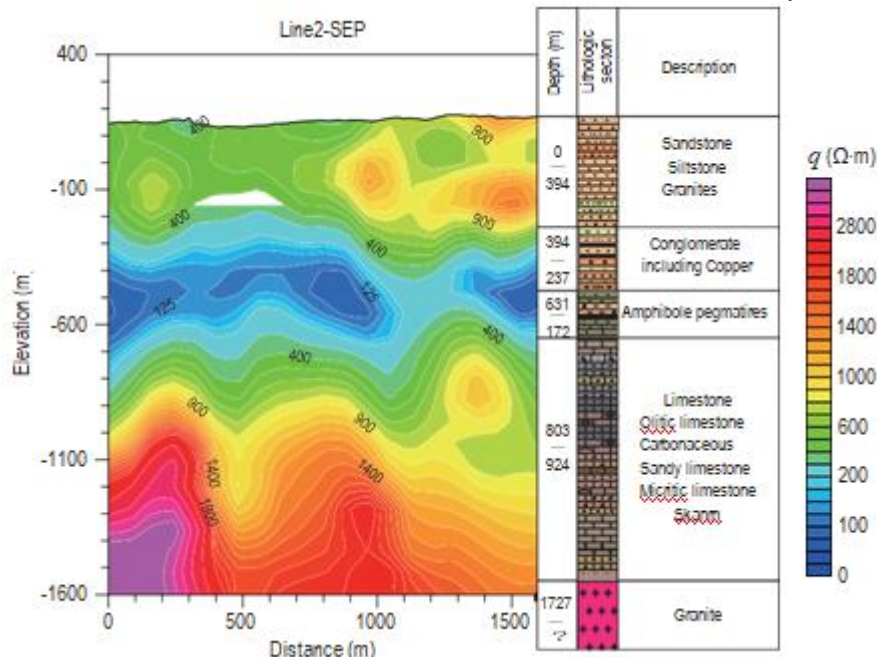 Line2-SEP
400
-100
-600
-1100
-1600
Elevation (m)
0
500
1000
1500
Distance (m)
900
400
900
400
125
125
400
400
900
900
1400
1400
Depth (m)
Lithologic
secton
Description
0
394
Sandstone
Siltstone
Granites
394
237
Conglomerate
including Copper
631
172
Amphibole pegmatires
803
924
Limestone
Olitic limestone
Carbonaceous
Sandy limestone
Micritic limestone
Skarm
1727
?
Granite
q (Ω·m)
2800
1800
1400
1000
600
200
100
0